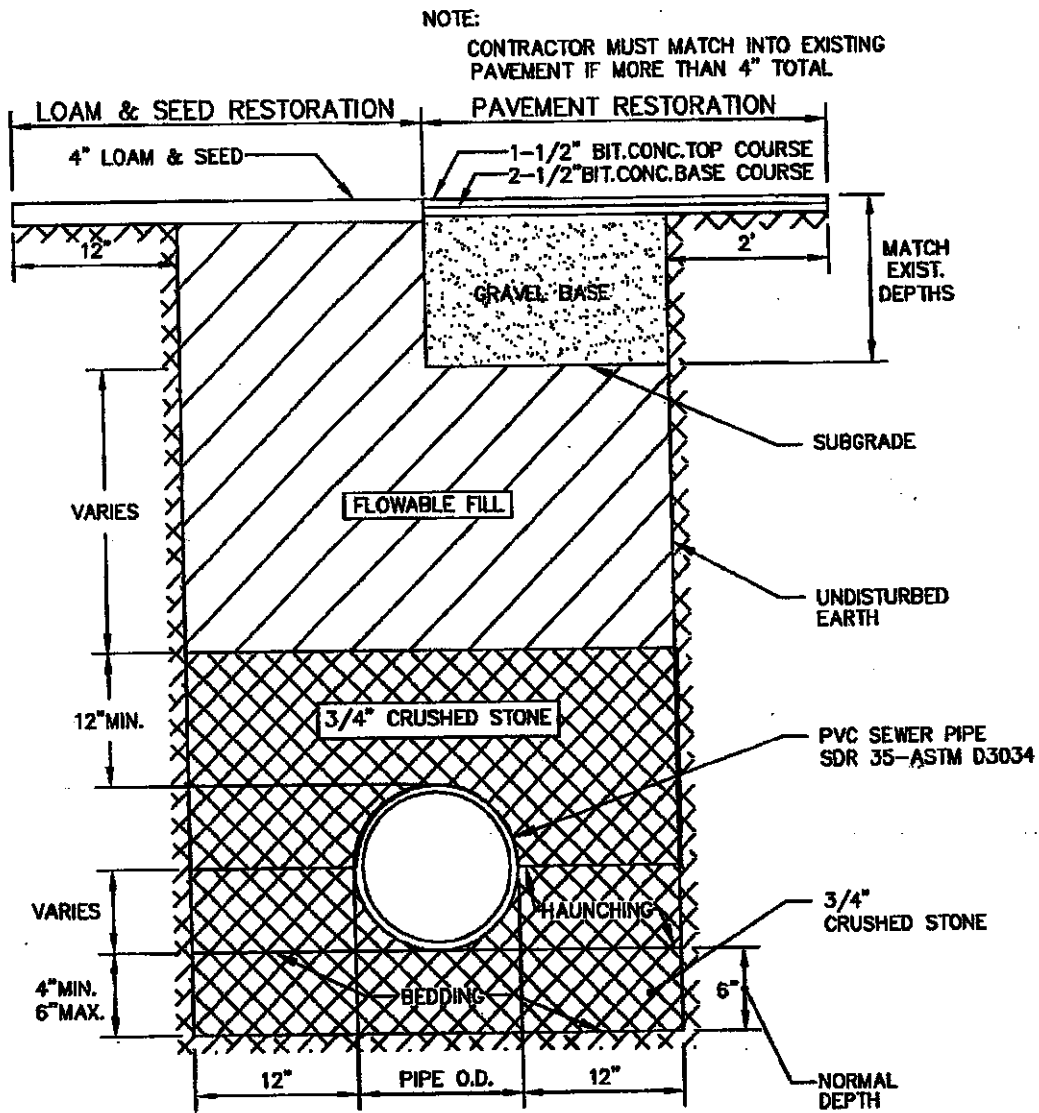 NOTE:
CONTRACTOR MUST MATCH INTO EXISTING
PAVEMENT IF MORE THAN 4" TOTAL
LOAM & SEED RESTORATION
PAVEMENT RESTORATION
4" LOAM & SEED
1-1/2" BIT.CONC.TOP COURSE
2-1/2"BIT.CONC.BASE COURSE
12"
2'
GRAVEL BASE
MATCH
EXIST.
DEPTHS
SUBGRADE
VARIES
FLOWABLE FILL
UNDISTURBED
EARTH
12"MIN.
3/4" CRUSHED STONE
PVC SEWER PIPE
SDR 35-ASTM D3034
VARIES
HAUNCHING
3/4"
CRUSHED STONE
4"MIN.
6"MAX.
BEDDING
6"
12"
PIPE O.D.
12"
NORMAL
DEPTH